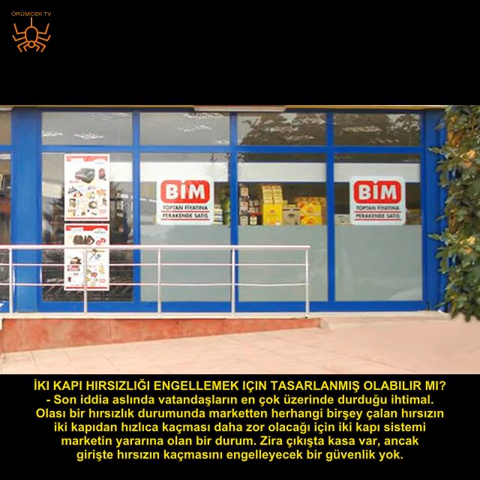 ÖRÜMCEK TV
BİM
TOPTAN FİYATINA
PERAKENDE SATIŞ
BİM
TOPTAN FİYATINA
PERAKENDE SATIŞ
İKI KAPI HIRSIZLIĞI ENGELLEMEK IÇIN TASARLANMIŞ OLABILIR MI?
- Son iddia aslında vatandaşların en çok üzerinde durduğu ihtimal.
Olası bir hırsızlık durumunda marketten herhangi birşey çalan hırsızın
iki kapıdan hızlıca kaçması daha zor olacağı için iki kapı sistemi
marketin yararına olan bir durum. Zira çıkışta kasa var, ancak
girişte hırsızın kaçmasını engelleyecek bir güvenlik yok.